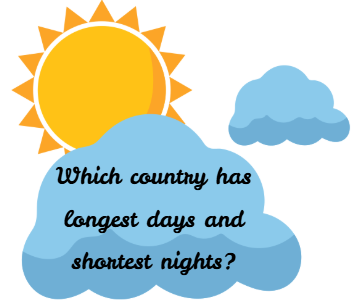 Which country has
longest days and
shortest nights?